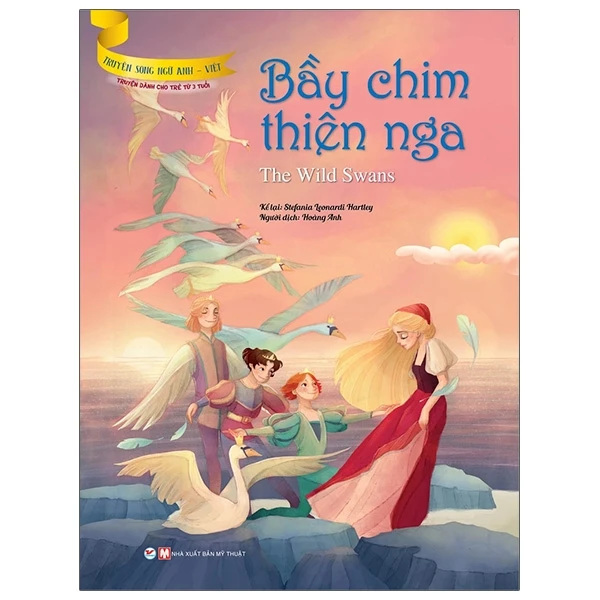 TRUYỆN SONG NGỮ ANH - VIỆT
TRUYỆN DÀNH CHO TRẺ TỪ 3 TUỔI
Bầy chim
thiên nga
The Wild Swans
Kể lại: Stefania Leonardi Hartley
Người dịch: Hoàng Anh
NHÀ XUẤT BẢN MỸ THUẬT